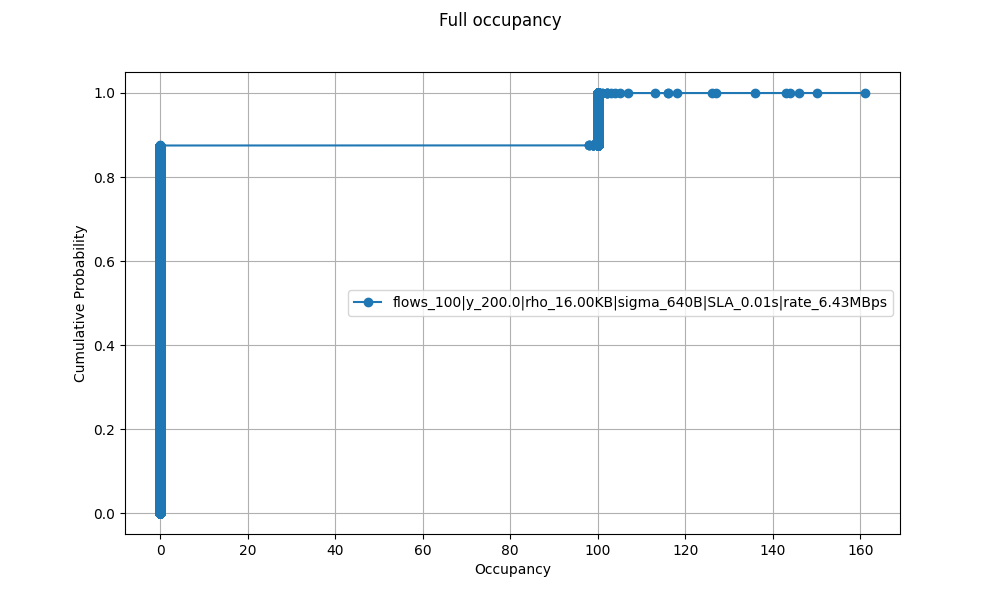 Full occupancy
1.0
0.8
0.6
0.4
0.2
0.0
Cumulative Probability
flows_100|y_200.0|rho_16.00KB|sigma_640B|SLA_0.01s|rate_6.43MBps
0 20 40 60 80 100 120 140 160
Occupancy